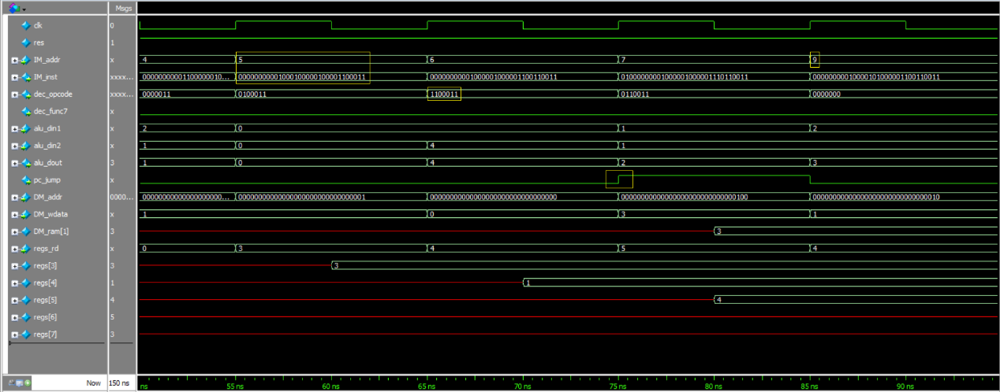 Msgs
clk 0
res 1
IM_addr x 4 5 6 7 9
IM_inst xxxx... 00000000001100000010... 00000000001000100000100001100011 00000000001000001000001100110011 01000000001000001000001110110011 00000000001000101000001100110011
dec_opcode xxxx... 0000011 0100011 1100011 0110011 0000000
dec_func7 x
alu_din1 x 2 0 1 2
alu_din2 x 1 0 4 1
alu_dout 3 1 0 4 2 3
pc_jump x
DM_addr 0000... 00000000000000000000... 00000000000000000000000000000001 00000000000000000000000000000000 00000000000000000000000000000100 00000000000000000000000000000010
DM_wdata x 1 0 3 1
DM_ram[1] 3 3
regs_rd x 0 3 4 5 4
regs[3] 3 3
regs[4] 1 1
regs[5] 4 4
regs[6] 5
regs[7] 3
Now 150 ns ns 55 ns 60 ns 65 ns 70 ns 75 ns 80 ns 85 ns 90 ns